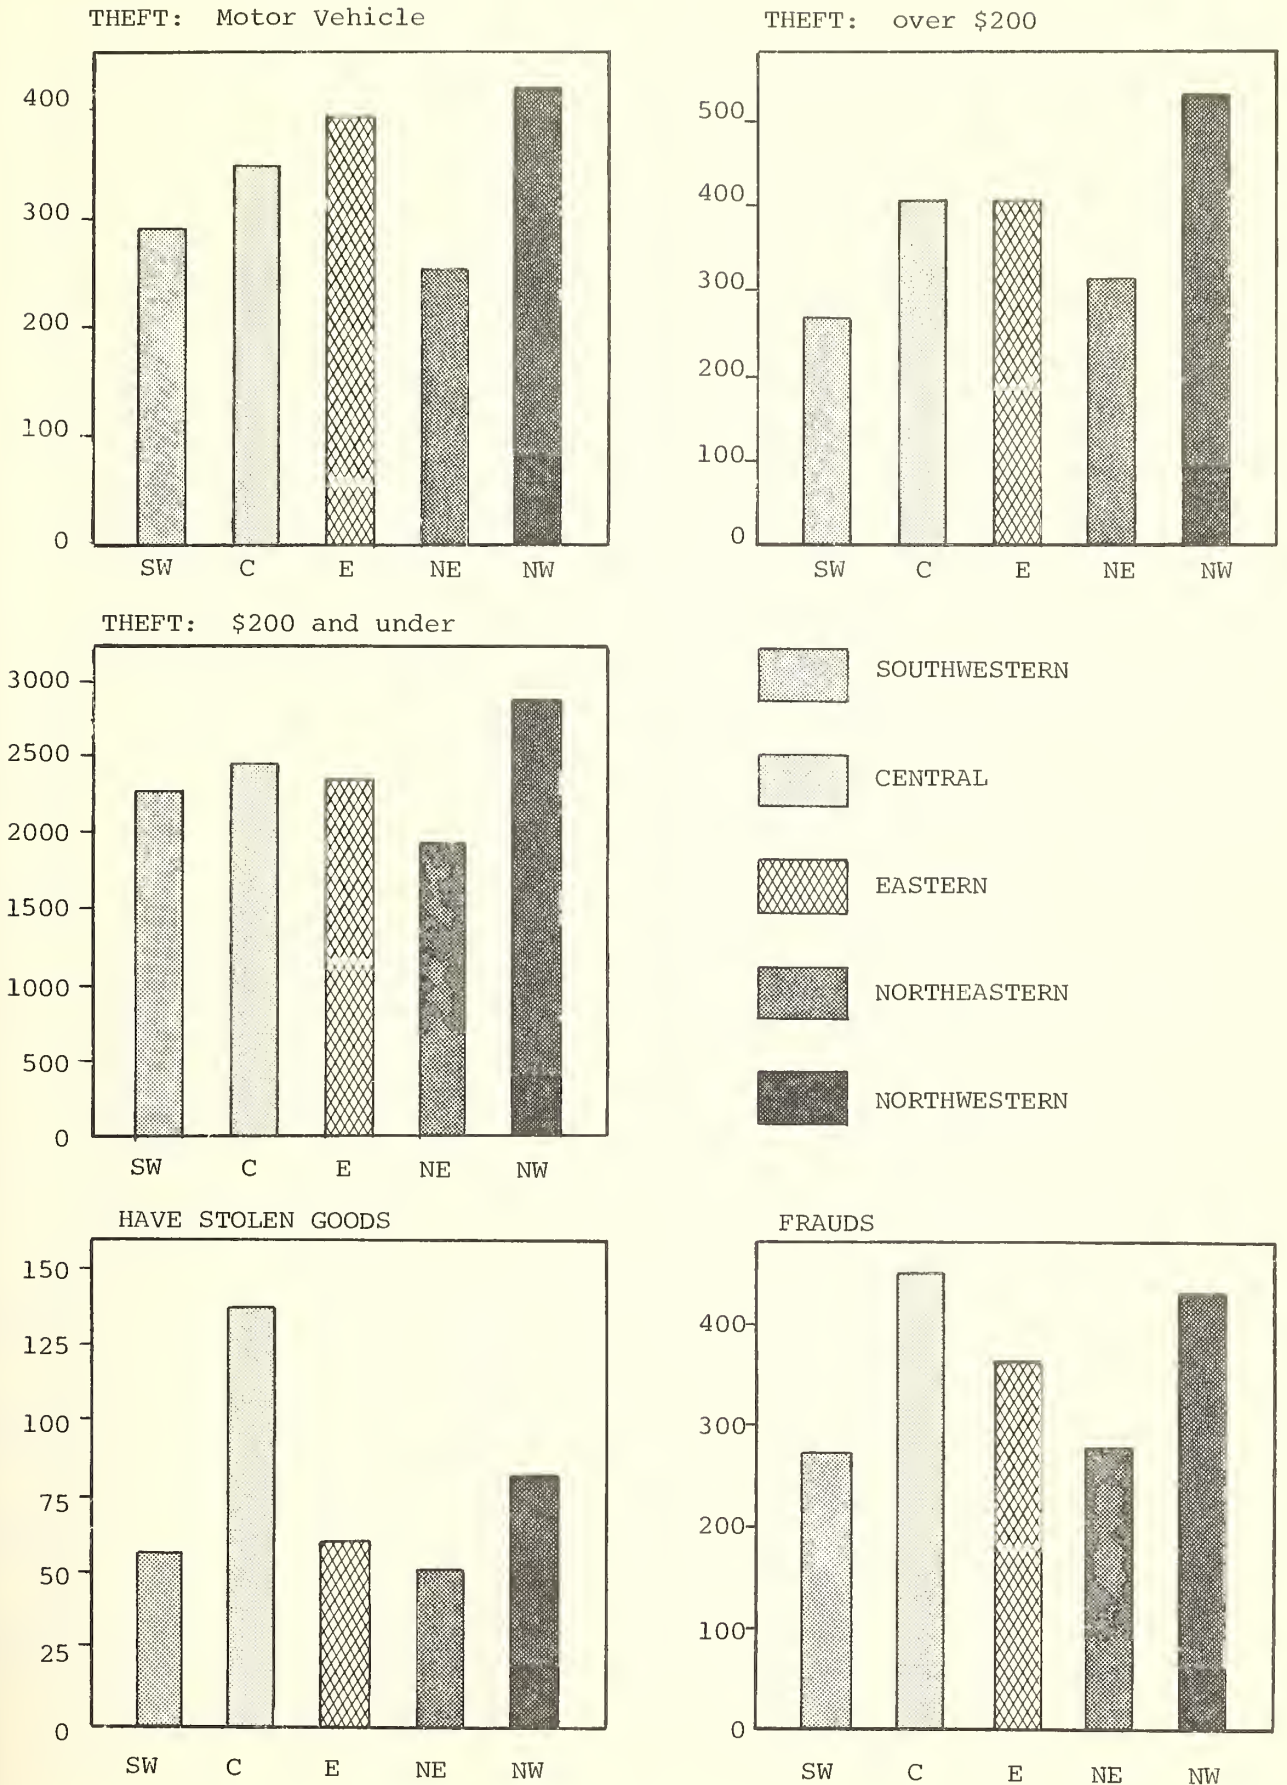 THEFT: Motor Vehicle
400
300
200
100
0
SW C E NE NW
THEFT: over $200
500
400
300
200
100
0
SW C E NE NW
THEFT: $200 and under
3000
2500
2000
1500
1000
500
0
SW C E NE NW
SOUTHWESTERN
CENTRAL
EASTERN
NORTHEASTERN
NORTHWESTERN
HAVE STOLEN GOODS
150
125
100
75
50
25
0
SW C E NE NW
FRAUDS
400
300
200
100
0
SW C E NE NW